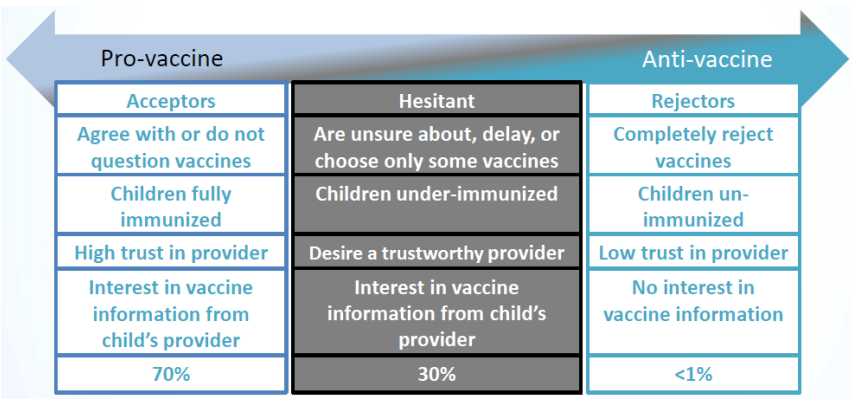 Pro-vaccine
Anti-vaccine
Acceptors
Hesitant
Rejectors
Agree with or do not
question vaccines
Are unsure about, delay, or
choose only some vaccines
Completely reject
vaccines
Children fully
immunized
Children under-immunized
Children un-
immunized
High trust in provider
Desire a trustworthy provider
Low trust in provider
Interest in vaccine
information from
child's provider
Interest in vaccine
information from child's
provider
No interest in
vaccine information
70%
30%
<1%